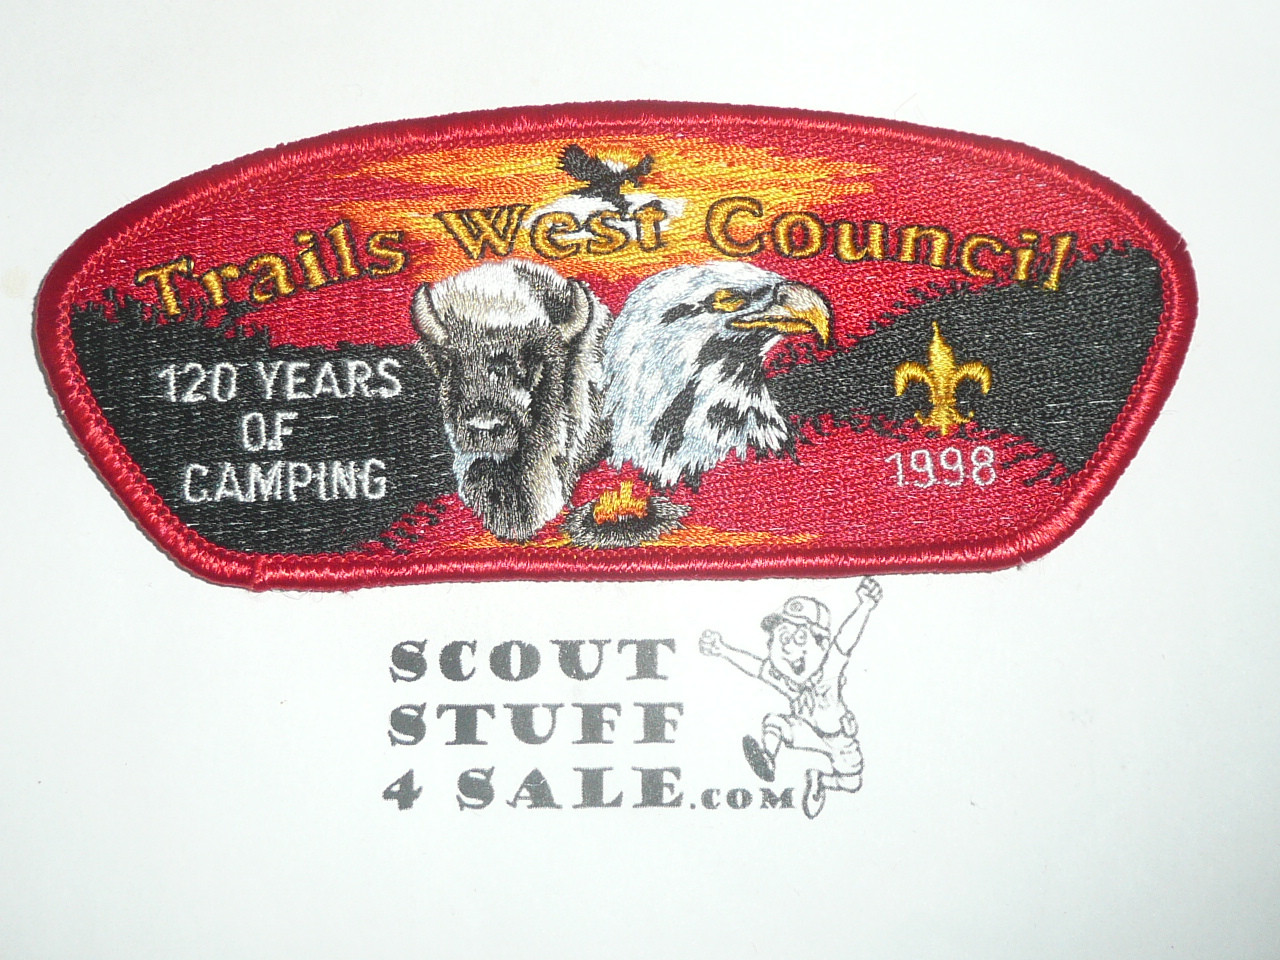 Trails West Council
120 YEARS
OF
CAMPING
1998
SCOUT
STUFF
4 SALE.COM